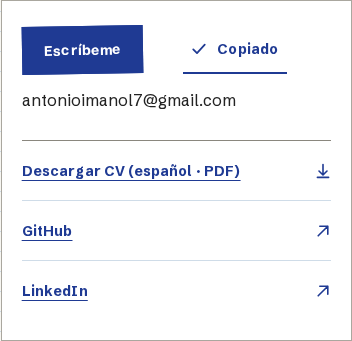 Escríbeme
Copiado
antonioimanol7@gmail.com
Descargar CV (español · PDF)
GitHub
LinkedIn